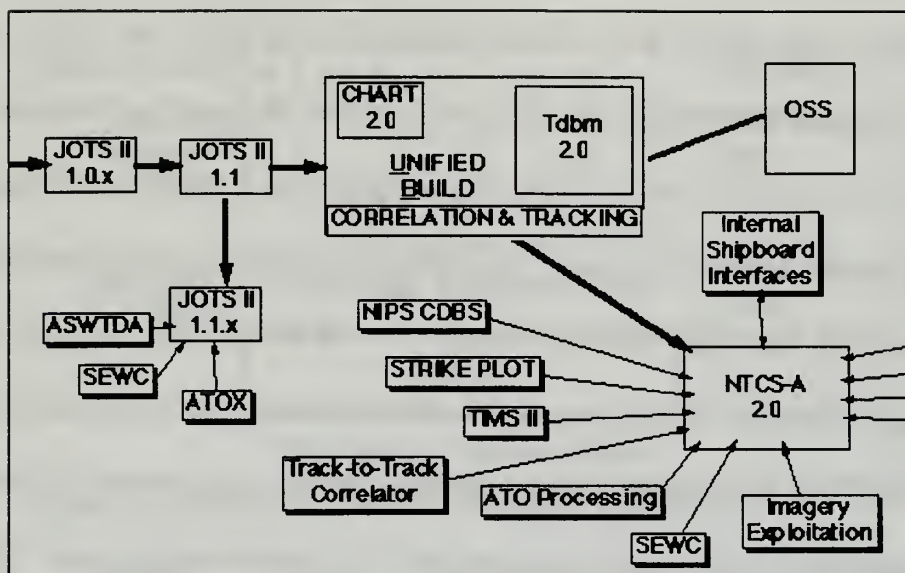 CHART
2.0
Tdbm
2.0
OSS
JOTS II
1.0.x
JOTS II
1.1
UNIFIED
BUILD
CORRELATION & TRACKING
Internal
Shipboard
Interfaces
JOTS II
1.1.x
ASWTDA
SEWC
ATOX
NIPS CDBS
STRIKE PLOT
TIMS II
Track-to-Track
Correlator
ATO Processing
SEWC
Imagery
Exploitation
NTCS-A
2.0